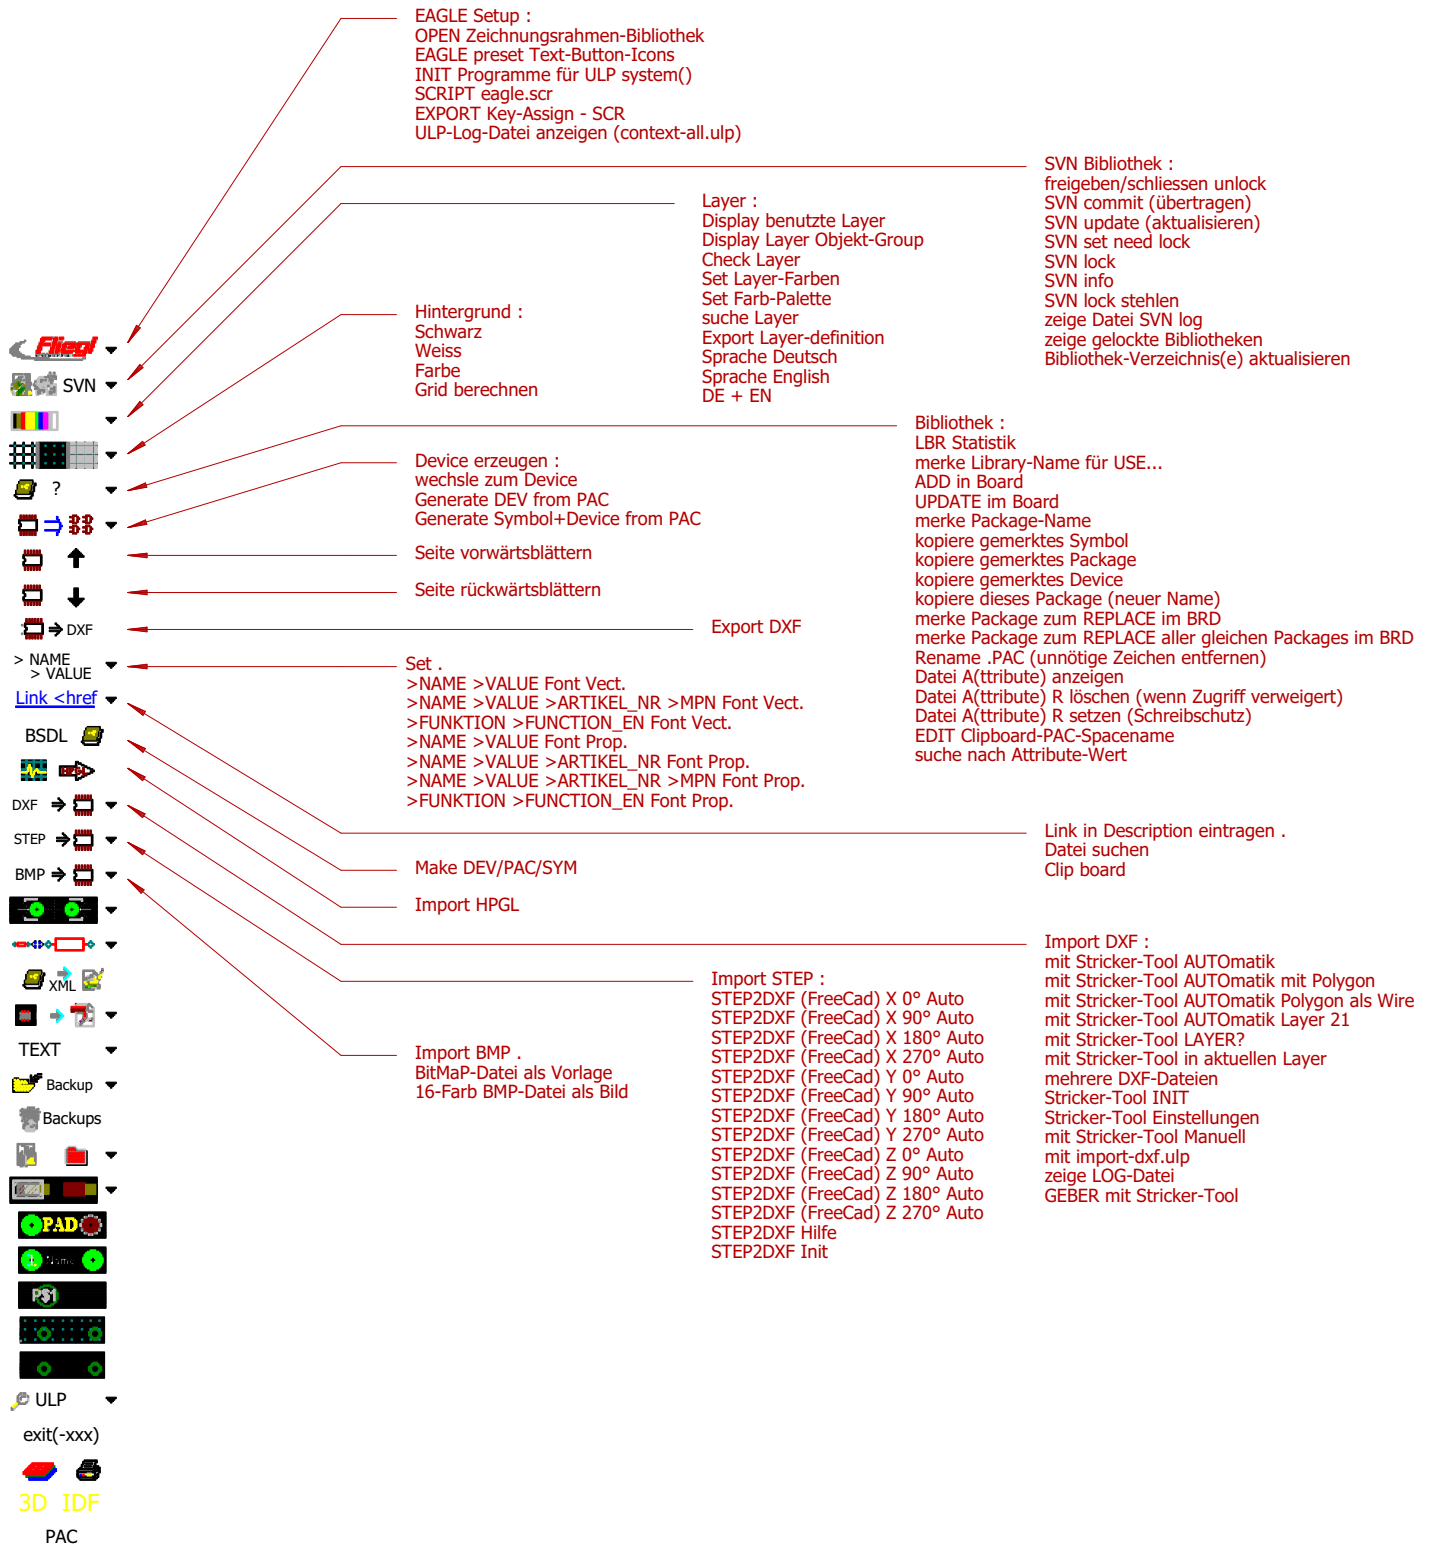 EAGLE Setup :
OPEN Zeichnungsrahmen-Bibliothek
EAGLE preset Text-Button-Icons
INIT Programme für ULP system()
SCRIPT eagle.scr
EXPORT Key-Assign - SCR
ULP-Log-Datei anzeigen (context-all.ulp)
SVN Bibliothek :
freigeben/schliessen unlock
SVN commit (übertragen)
SVN update (aktualisieren)
SVN set need lock
SVN lock
SVN info
SVN lock stehlen
zeige Datei SVN log
zeige gelockte Bibliotheken
Bibliothek-Verzeichnis(e) aktualisieren
Layer :
Display benutzte Layer
Display Layer Objekt-Group
Check Layer
Set Layer-Farben
Set Farb-Palette
suche Layer
Export Layer-definition
Sprache Deutsch
Sprache English
DE + EN
Hintergrund :
Schwarz
Weiss
Farbe
Grid berechnen
Bibliothek :
LBR Statistik
merke Library-Name für USE...
ADD in Board
UPDATE im Board
merke Package-Name
kopiere gemerktes Symbol
kopiere gemerktes Package
kopiere gemerktes Device
kopiere dieses Package (neuer Name)
merke Package zum REPLACE im BRD
merke Package zum REPLACE aller gleichen Packages im BRD
Rename .PAC (unnötige Zeichen entfernen)
Datei A(ttribute) anzeigen
Datei A(ttribute) R löschen (wenn Zugriff verweigert)
Datei A(ttribute) R setzen (Schreibschutz)
EDIT Clipboard-PAC-Spacename
suche nach Attribute-Wert
Device erzeugen :
wechsle zum Device
Generate DEV from PAC
Generate Symbol+Device from PAC
Seite vorwärtsblättern
Seite rückwärtsblättern
Export DXF
Set .
>NAME >VALUE Font Vect.
>NAME >VALUE >ARTIKEL_NR >MPN Font Vect.
>FUNKTION >FUNCTION_EN Font Vect.
>NAME >VALUE Font Prop.
>NAME >VALUE >ARTIKEL_NR Font Prop.
>NAME >VALUE >ARTIKEL_NR >MPN Font Prop.
>FUNKTION >FUNCTION_EN Font Prop.
Link in Description eintragen .
Datei suchen
Clip board
Make DEV/PAC/SYM
Import HPGL
Import DXF :
mit Stricker-Tool AUTOmatik
mit Stricker-Tool AUTOmatik mit Polygon
mit Stricker-Tool AUTOmatik Polygon als Wire
mit Stricker-Tool AUTOmatik Layer 21
mit Stricker-Tool LAYER?
mit Stricker-Tool in aktuellen Layer
mehrere DXF-Dateien
Stricker-Tool INIT
Stricker-Tool Einstellungen
mit Stricker-Tool Manuell
mit import-dxf.ulp
zeige LOG-Datei
GEBER mit Stricker-Tool
Import STEP :
STEP2DXF (FreeCad) X 0° Auto
STEP2DXF (FreeCad) X 90° Auto
STEP2DXF (FreeCad) X 180° Auto
STEP2DXF (FreeCad) X 270° Auto
STEP2DXF (FreeCad) Y 0° Auto
STEP2DXF (FreeCad) Y 90° Auto
STEP2DXF (FreeCad) Y 180° Auto
STEP2DXF (FreeCad) Y 270° Auto
STEP2DXF (FreeCad) Z 0° Auto
STEP2DXF (FreeCad) Z 90° Auto
STEP2DXF (FreeCad) Z 180° Auto
STEP2DXF (FreeCad) Z 270° Auto
STEP2DXF Hilfe
STEP2DXF Init
Import BMP .
BitMaP-Datei als Vorlage
16-Farb BMP-Datei als Bild
Fliegl
SVN
?
DXF
> NAME
> VALUE
Link <href
BSDL
HPGL
DXF
STEP
BMP
XML
TEXT
Backup
Backups
PAD
1 Name
P$1
ULP
exit(-xxx)
3D IDF
PAC